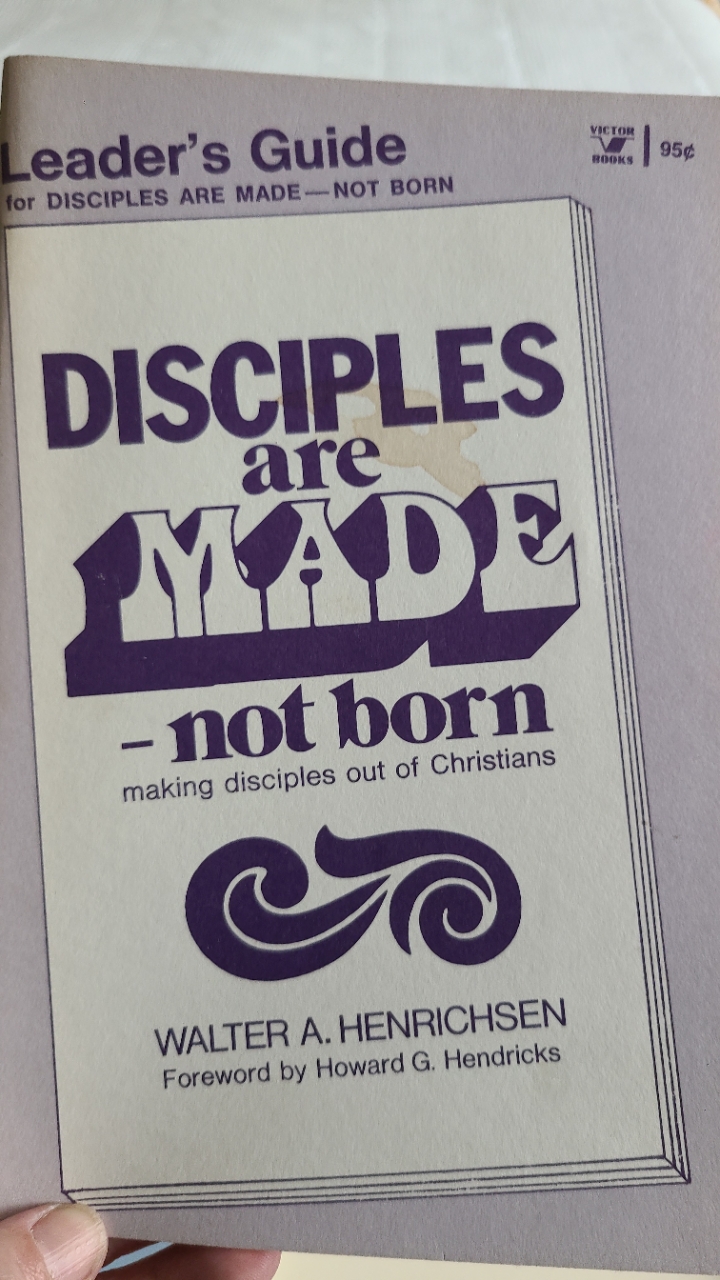 Leader's Guide
for DISCIPLES ARE MADE—NOT BORN
VICTOR
BOOKS
95¢
DISCIPLES
are
MADE
– not born
making disciples out of Christians
WALTER A. HENRICHSEN
Foreword by Howard G. Hendricks